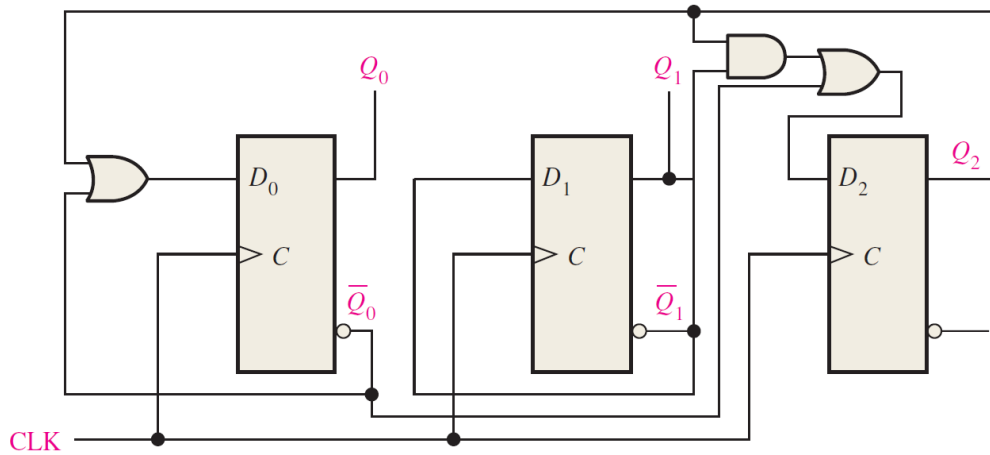 Q₀ Q₁
Q₂
D₀ D₁ D₂
C C C
Q̅₀ Q̅₁
CLK